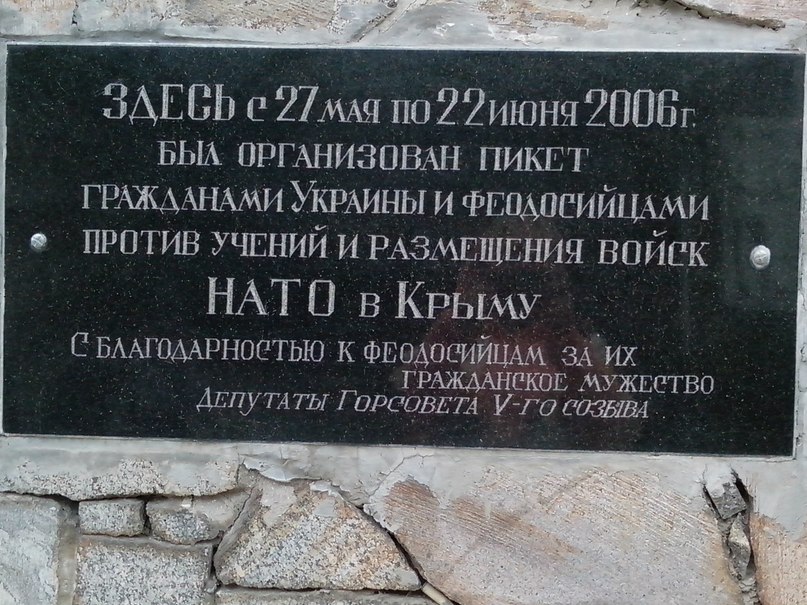 ЗДЕСЬ С 27 МАЯ ПО 22 ИЮНЯ 2006 г.
БЫЛ ОРГАНИЗОВАН ПИКЕТ
ГРАЖДАНАМИ УКРАИНЫ И ФЕОДОСИЙЦАМИ
ПРОТИВ УЧЕНИЙ И РАЗМЕЩЕНИЯ ВОЙСК
НАТО В КРЫМУ
С БЛАГОДАРНОСТЬЮ К ФЕОДОСИЙЦАМ ЗА ИХ
ГРАЖДАНСКОЕ МУЖЕСТВО
ДЕПУТАТЫ ГОРСОВЕТА V-ГО СОЗЫВА